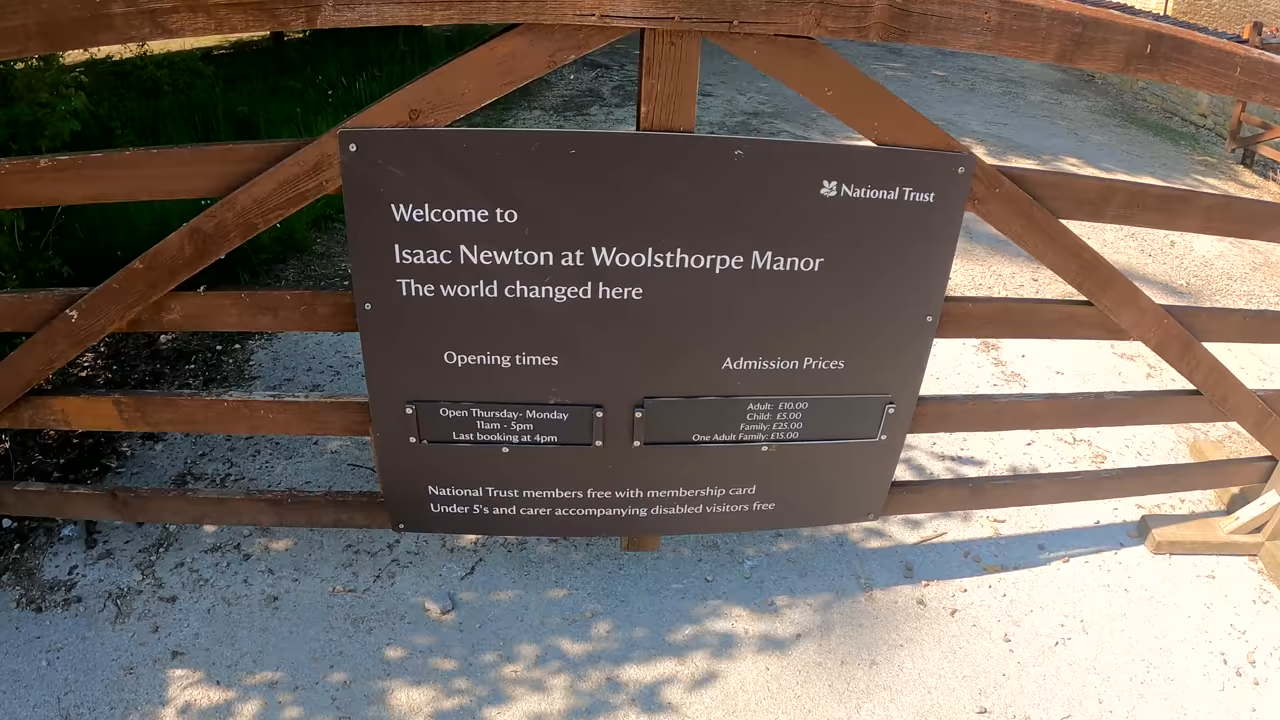 National Trust
Welcome to
Isaac Newton at Woolsthorpe Manor
The world changed here
Opening times
Open Thursday- Monday
11am - 5pm
Last booking at 4pm
Admission Prices
Adult: £10.00
Child: £5.00
Family: £25.00
One Adult Family: £15.00
National Trust members free with membership card
Under 5's and carer accompanying disabled visitors free